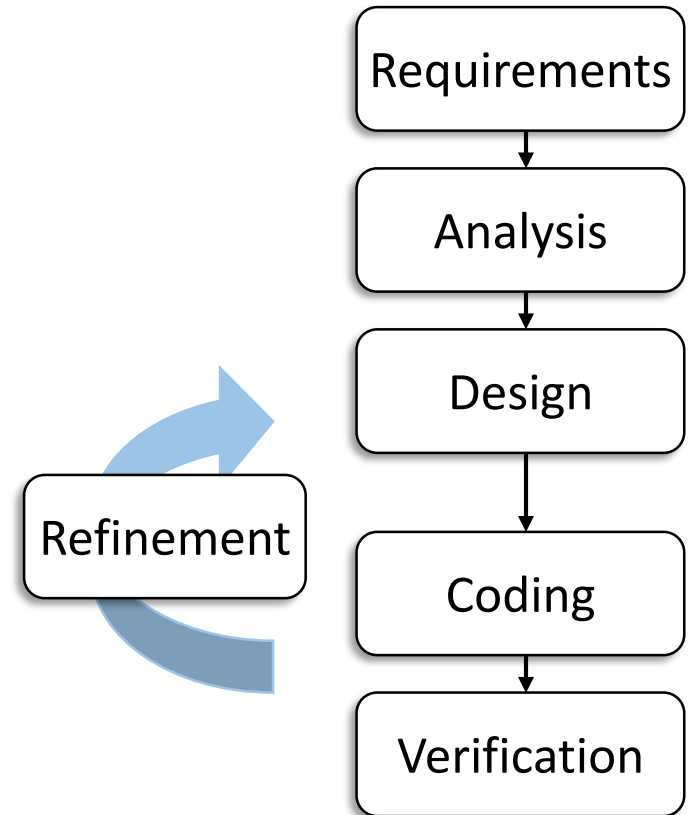 Requirements
Analysis
Design
Refinement
Coding
Verification